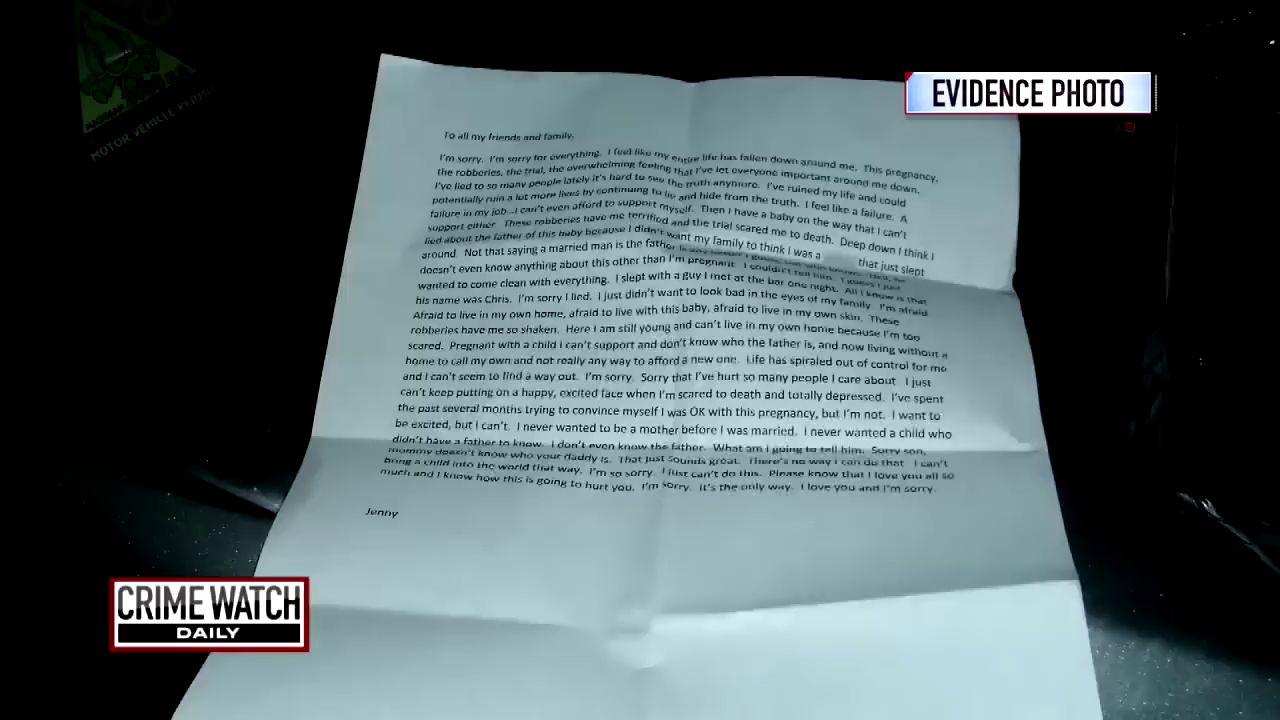 EVIDENCE PHOTO
MOTOR VEHICLE PERMIT
To all my friends and family.
I'm sorry. I'm sorry for everything. I feel like my entire life has fallen down around me. This pregnancy,
the robberies, the trial, the overwhelming feeling that I've let everyone important around me down.
I've lied to so many people lately it's hard to see the truth anymore. I've ruined my life and could
potentially ruin a lot more lives by continuing to lie and hide from the truth. I feel like a failure. A
failure in my job...I can't even afford to support myself. Then I have a baby on the way that I can't
support either. These robberies have me terrified and the trial scared me to death. Deep down I think I
lied about the father of this baby because I didn't want my family to think I was a that just slept
around. Not that saying a married man is the father is any better I guess,
doesn't even know anything about this other than I'm pregnant. I couldn't tell him. I guess I just
wanted to come clean with everything. I slept with a guy I met at the bar one night. All I know is that
his name was Chris. I'm sorry I lied. I just didn't want to look bad in the eyes of my family. I'm afraid
Afraid to live in my own home, afraid to live with this baby, afraid to live in my own skin. These
robberies have me so shaken. Here I am still young and can't live in my own home because I'm too
scared. Pregnant with a child I can't support and don't know who the father is, and now living without a
home to call my own and not really any way to afford a new one. Life has spiraled out of control for me
and I can't seem to find a way out. I'm sorry. Sorry that I've hurt so many people I care about. I just
can't keep putting on a happy, excited face when I'm scared to death and totally depressed. I've spent
the past several months trying to convince myself I was OK with this pregnancy, but I'm not. I want to
be excited, but I can't. I never wanted to be a mother before I was married. I never wanted a child who
didn't have a father to know. I don't even know the father. What am I going to tell him. Sorry son,
mommy doesn't know who your daddy is. That just sounds great. There's no way I can do that. I can't
bring a child into the world that way. I'm so sorry. I just can't do this. Please know that I love you all so
much and I know how this is going to hurt you. I'm sorry. It's the only way. I love you and I'm sorry.
Jenny
CRIME WATCH
DAILY